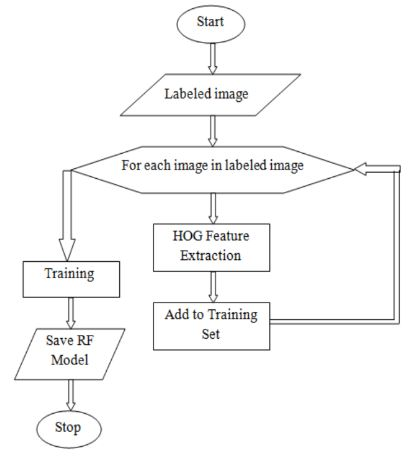 Start
Labeled image
For each image in labeled image
HOG Feature
Extraction
Add to Training
Set
Training
Save RF
Model
Stop